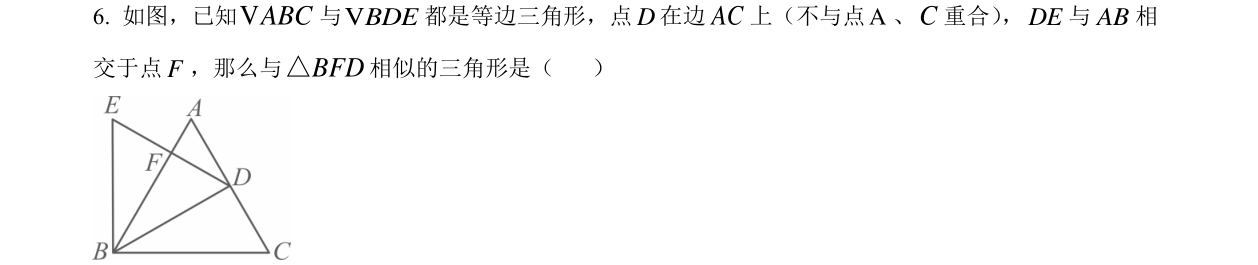 6. 如图，已知VABC与VBDE都是等边三角形，点D在边AC上（不与点A、C重合），DE与AB相
交于点F，那么与△BFD相似的三角形是（　　）
E A
F
D
B C